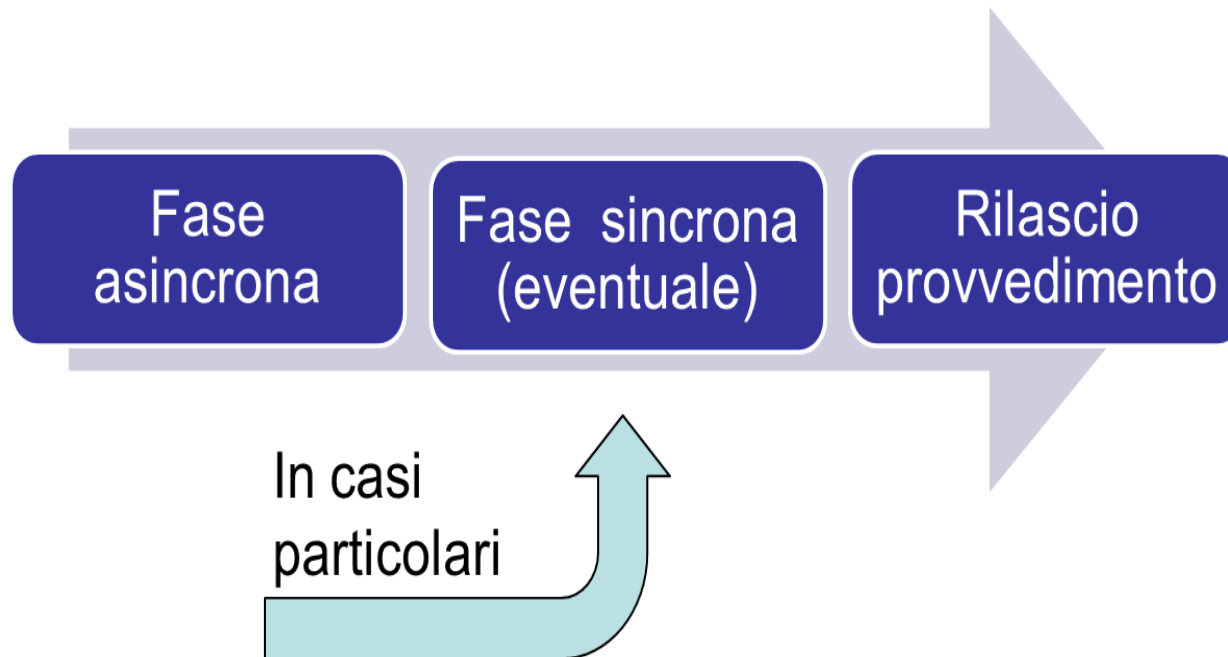 Fase
asincrona
Fase sincrona
(eventuale)
Rilascio
provvedimento
In casi
particolari